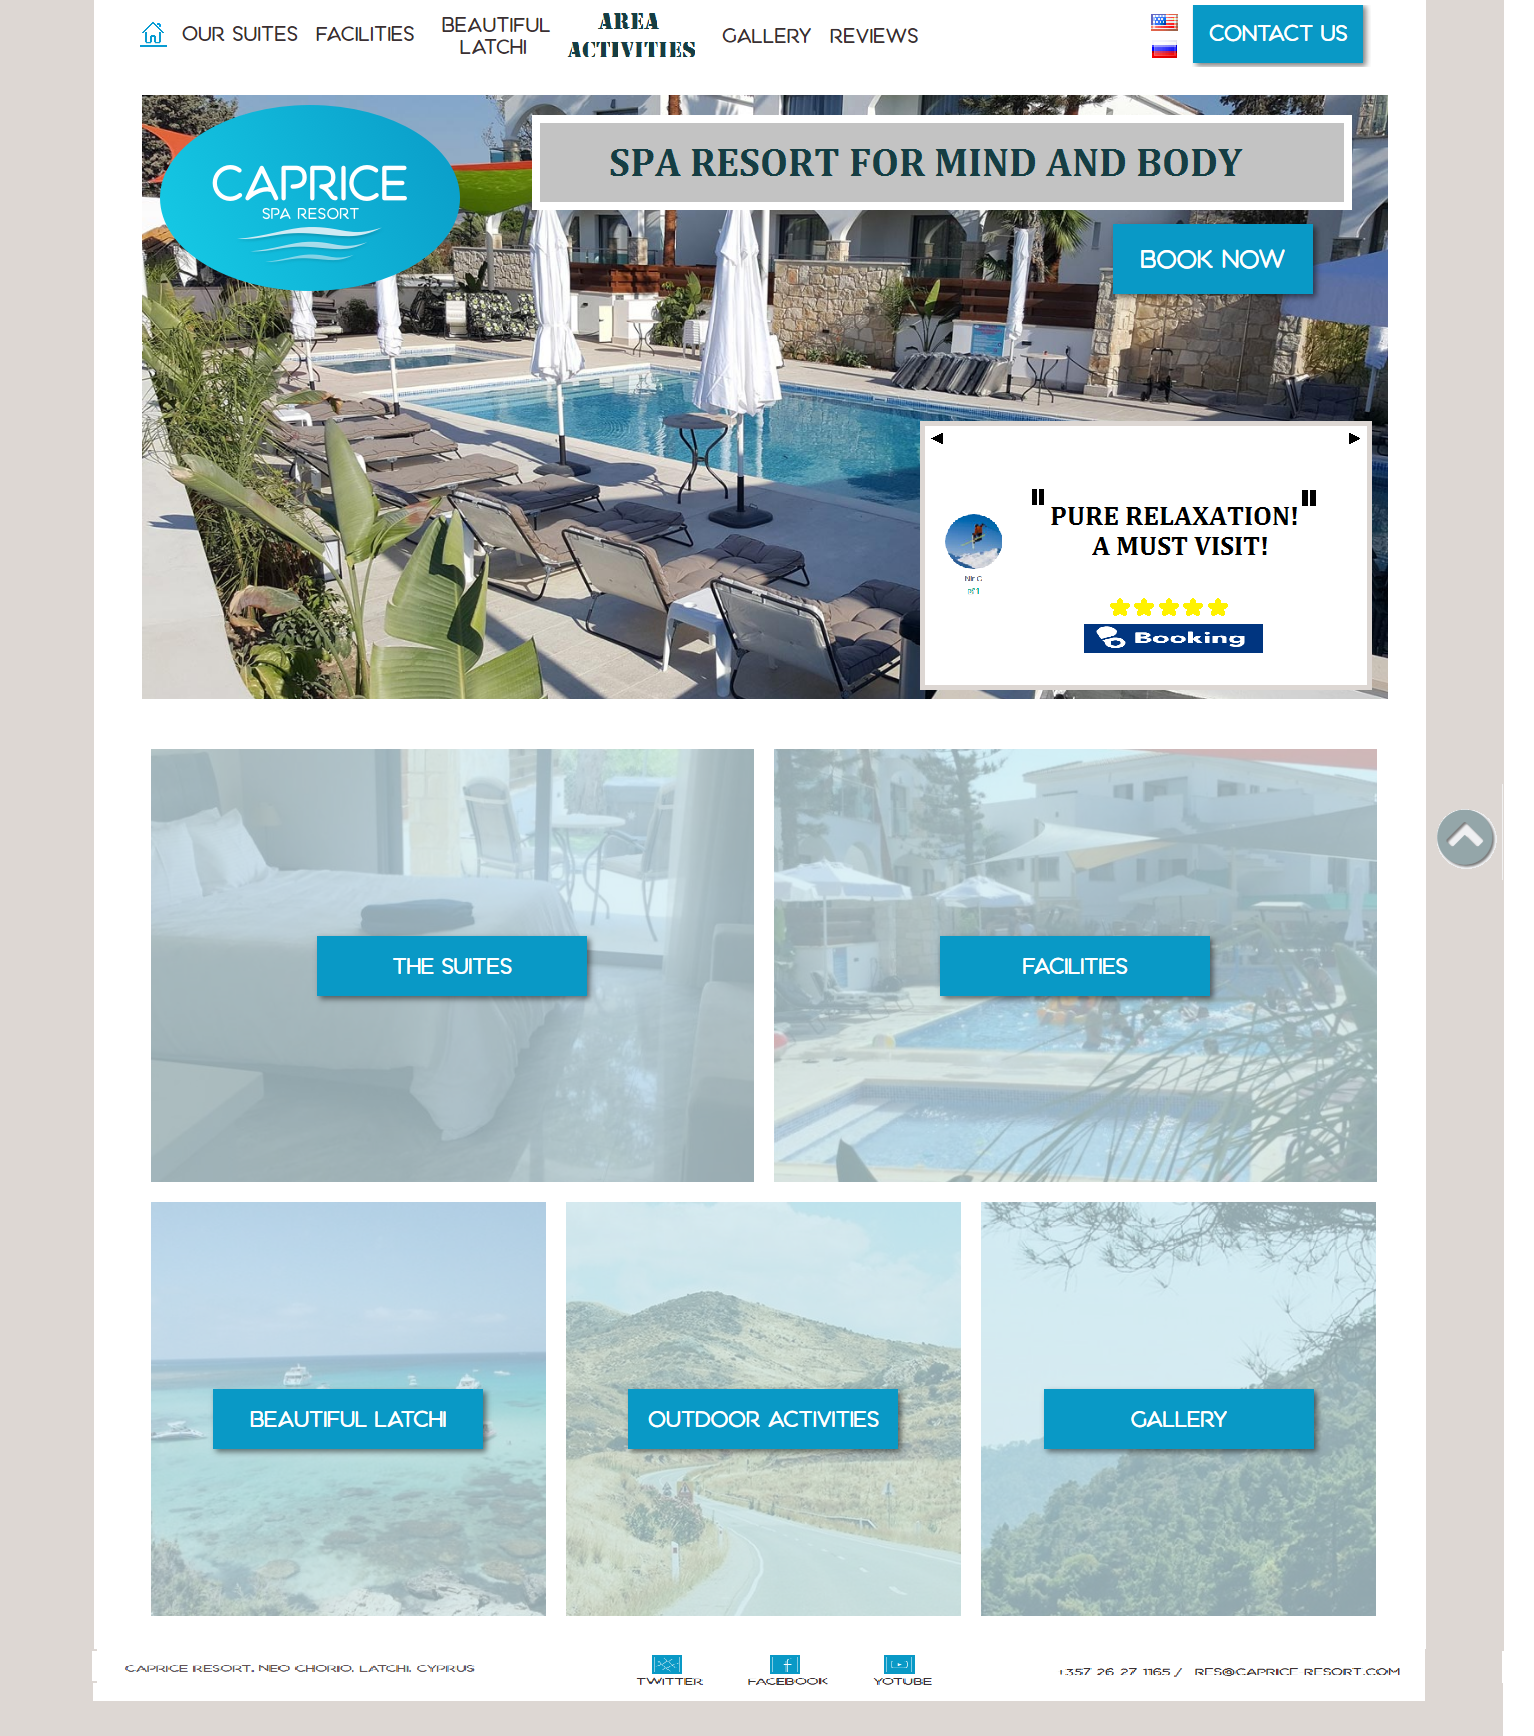 OUR SUITES
FACILITIES
BEAUTIFUL
LATCHI
AREA
ACTIVITIES
GALLERY
REVIEWS
CONTACT US
CAPRICE
SPA RESORT
SPA RESORT FOR MIND AND BODY
BOOK NOW
"PURE RELAXATION!"
A MUST VISIT!
Nir G
Booking
THE SUITES
FACILITIES
BEAUTIFUL LATCHI
OUTDOOR ACTIVITIES
GALLERY
CAPRICE RESORT, NEO CHORIO, LATCHI, CYPRUS
TWITTER
FACEBOOK
YOTUBE
+357 26 27 1165 / RES@CAPRICE-RESORT.COM